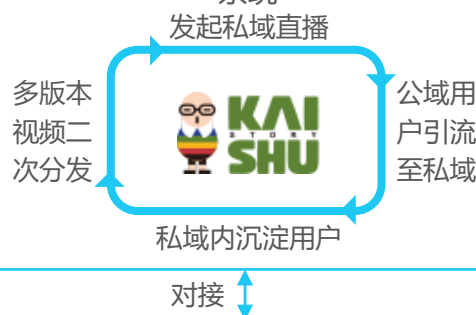 发起私域直播
多版本
视频二
次分发
KAI
STORY
SHU
公域用
户引流
至私域
私域内沉淀用户
对接